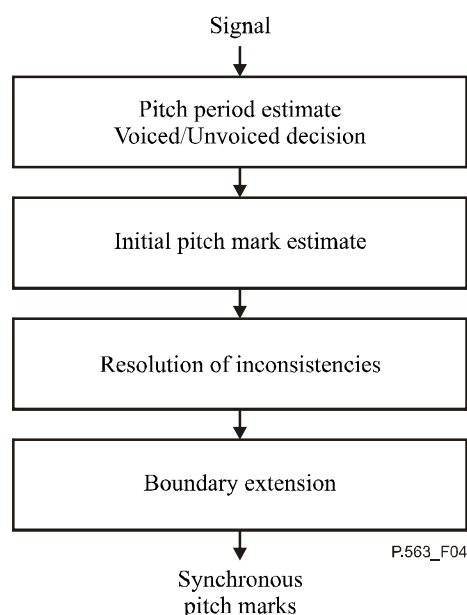 Signal
Pitch period estimate
Voiced/Unvoiced decision
Initial pitch mark estimate
Resolution of inconsistencies
Boundary extension
P.563_F04
Synchronous
pitch marks